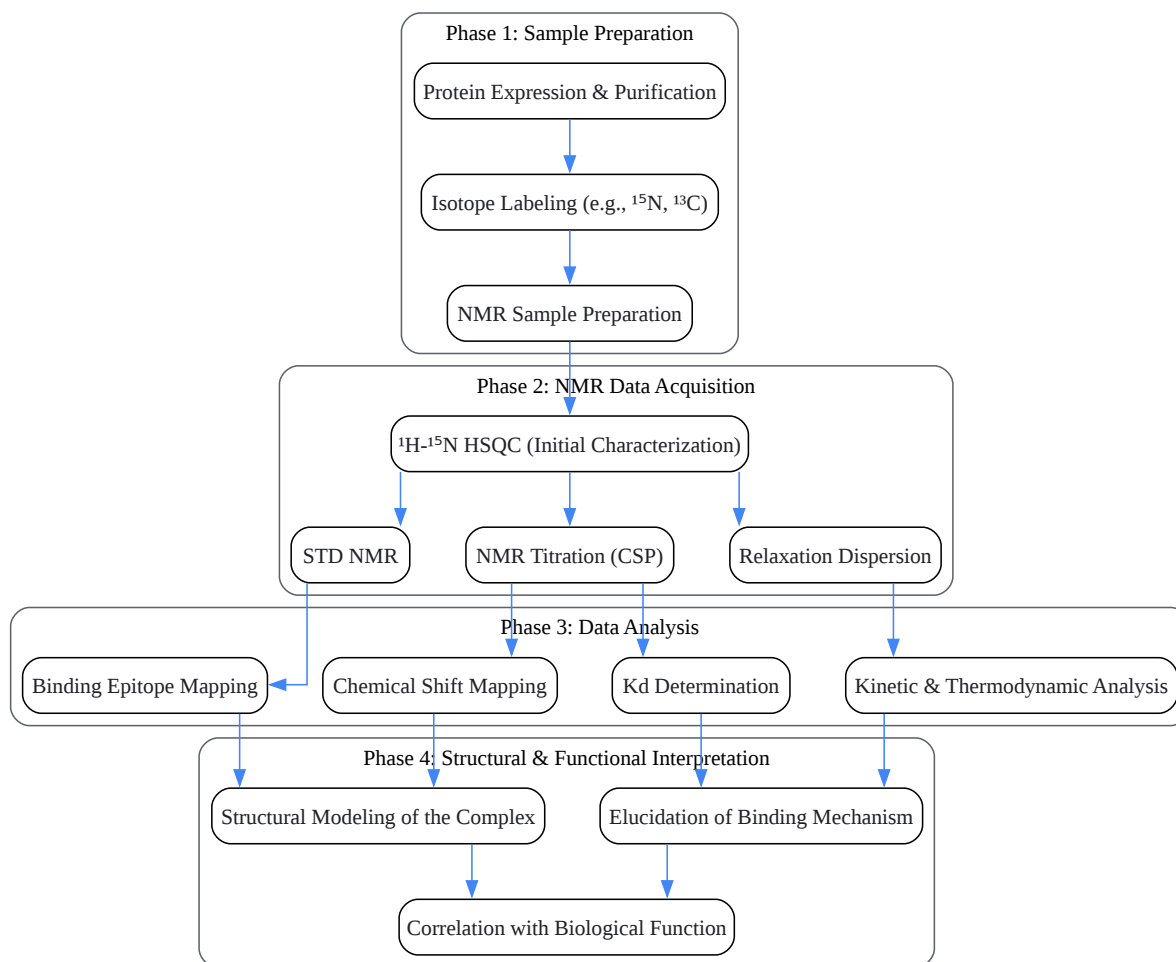 Phase 1: Sample Preparation
Protein Expression & Purification
Isotope Labeling (e.g., ¹⁵N, ¹³C)
NMR Sample Preparation
Phase 2: NMR Data Acquisition
¹H-¹⁵N HSQC (Initial Characterization)
STD NMR
NMR Titration (CSP)
Relaxation Dispersion
Phase 3: Data Analysis
Binding Epitope Mapping
Chemical Shift Mapping
Kd Determination
Kinetic & Thermodynamic Analysis
Phase 4: Structural & Functional Interpretation
Structural Modeling of the Complex
Elucidation of Binding Mechanism
Correlation with Biological Function